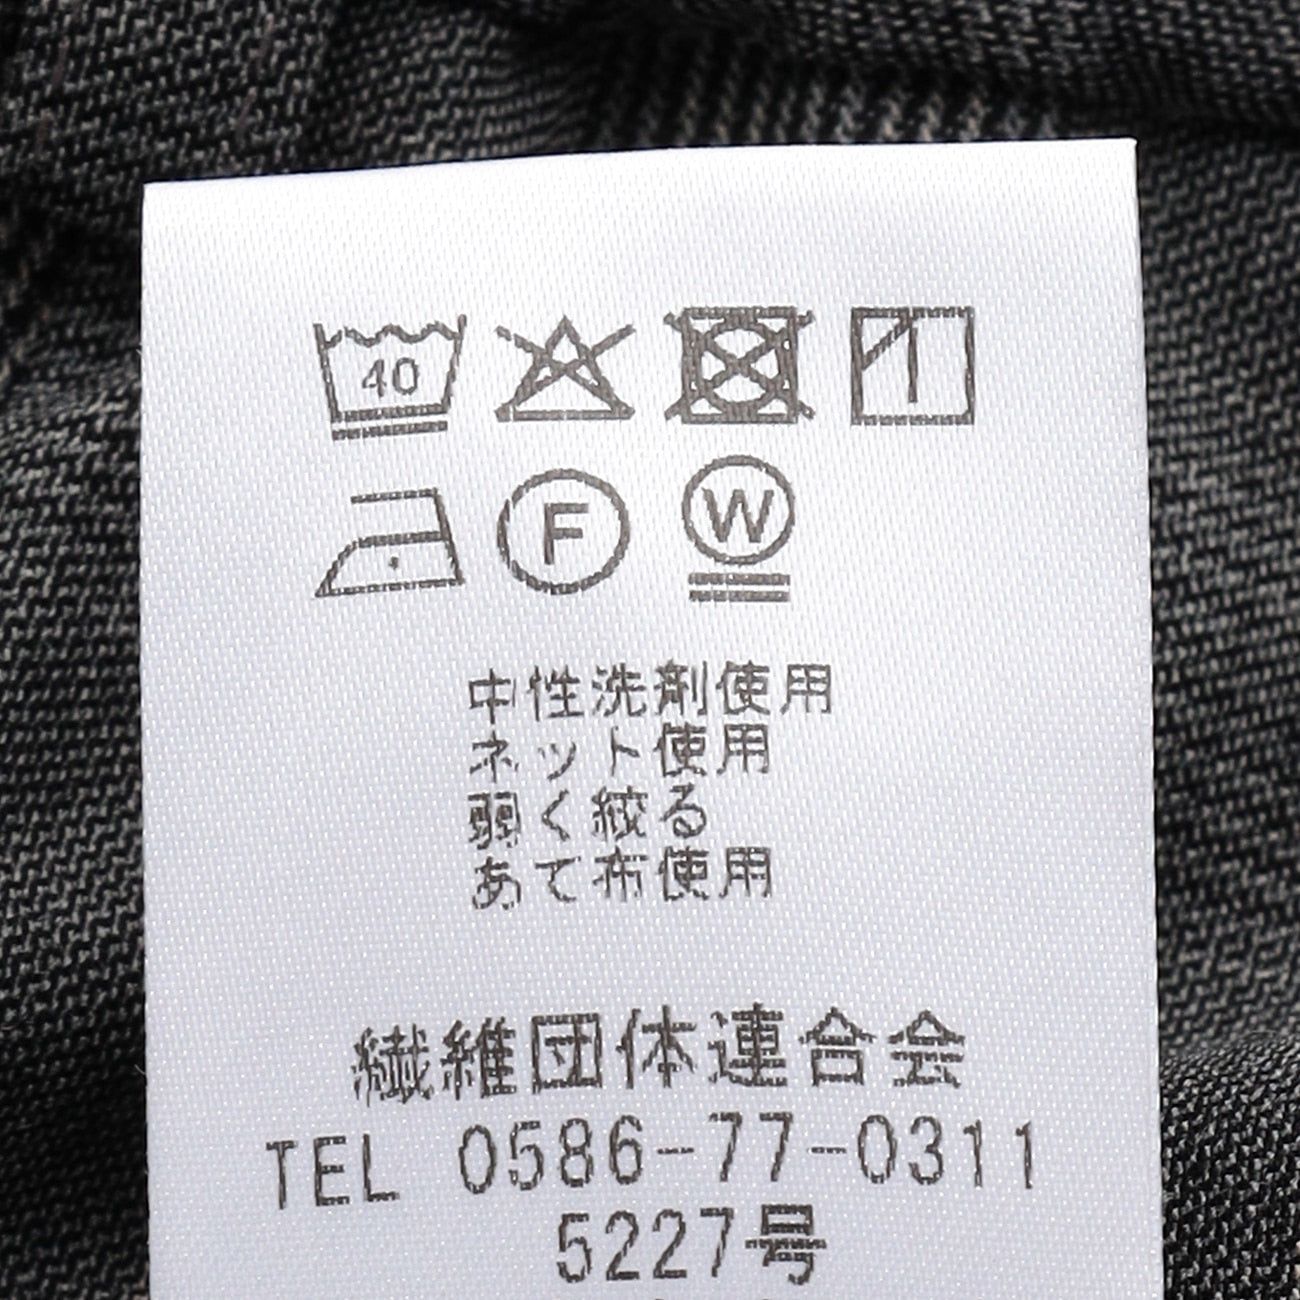 40
F W
中性洗剤使用
ネット使用
弱く絞る
あて布使用
繊維団体連合会
TEL 0586-77-0311
5227号